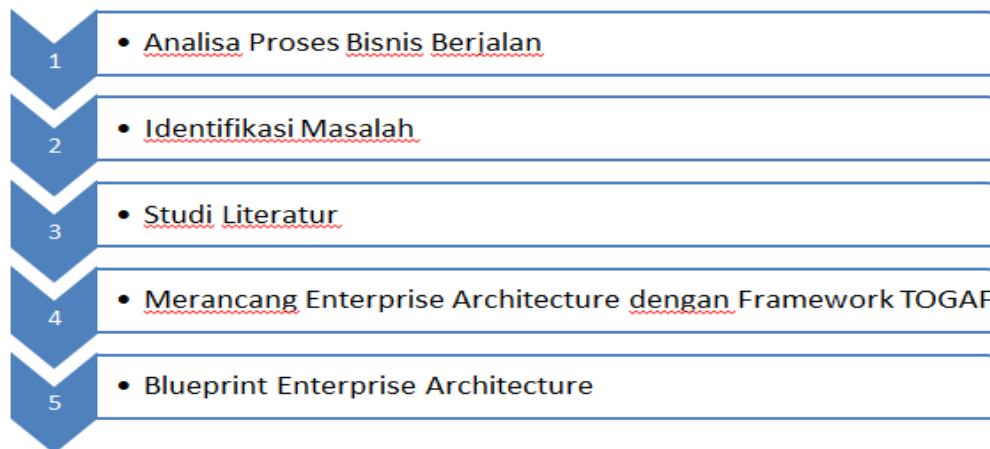 1
• Analisa Proses Bisnis Berjalan
2
• Identifikasi Masalah
3
• Studi Literatur
4
• Merancang Enterprise Architecture dengan Framework TOGAF
5
• Blueprint Enterprise Architecture